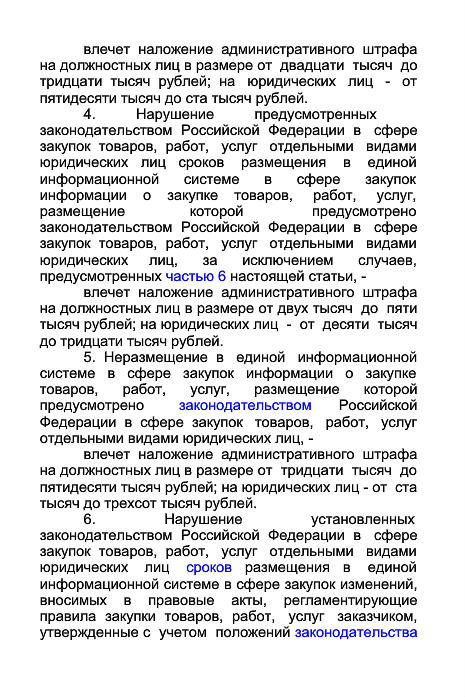 влечет наложение административного штрафа
на должностных лиц в размере от двадцати тысяч до
тридцати тысяч рублей; на юридических лиц - от
пятидесяти тысяч до ста тысяч рублей.
4. Нарушение предусмотренных
законодательством Российской Федерации в сфере
закупок товаров, работ, услуг отдельными видами
юридических лиц сроков размещения в единой
информационной системе в сфере закупок
информации о закупке товаров, работ, услуг,
размещение которой предусмотрено
законодательством Российской Федерации в сфере
закупок товаров, работ, услуг отдельными видами
юридических лиц, за исключением случаев,
предусмотренных частью 6 настоящей статьи, -
влечет наложение административного штрафа
на должностных лиц в размере от двух тысяч до пяти
тысяч рублей; на юридических лиц - от десяти тысяч
до тридцати тысяч рублей.
5. Неразмещение в единой информационной
системе в сфере закупок информации о закупке
товаров, работ, услуг, размещение которой
предусмотрено законодательством Российской
Федерации в сфере закупок товаров, работ, услуг
отдельными видами юридических лиц, -
влечет наложение административного штрафа
на должностных лиц в размере от тридцати тысяч до
пятидесяти тысяч рублей; на юридических лиц - от ста
тысяч до трехсот тысяч рублей.
6. Нарушение установленных
законодательством Российской Федерации в сфере
закупок товаров, работ, услуг отдельными видами
юридических лиц сроков размещения в единой
информационной системе в сфере закупок изменений,
вносимых в правовые акты, регламентирующие
правила закупки товаров, работ, услуг заказчиком,
утвержденные с учетом положений законодательства